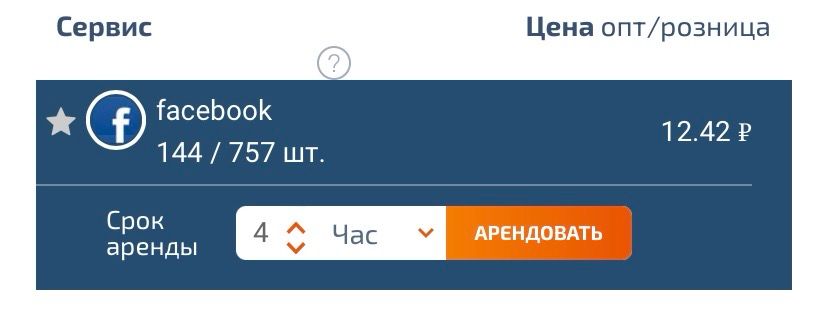 Сервис
Цена опт/розница
?
facebook
144 / 757 шт.
12.42 ₽
Срок
аренды
4
Час
АРЕНДОВАТЬ